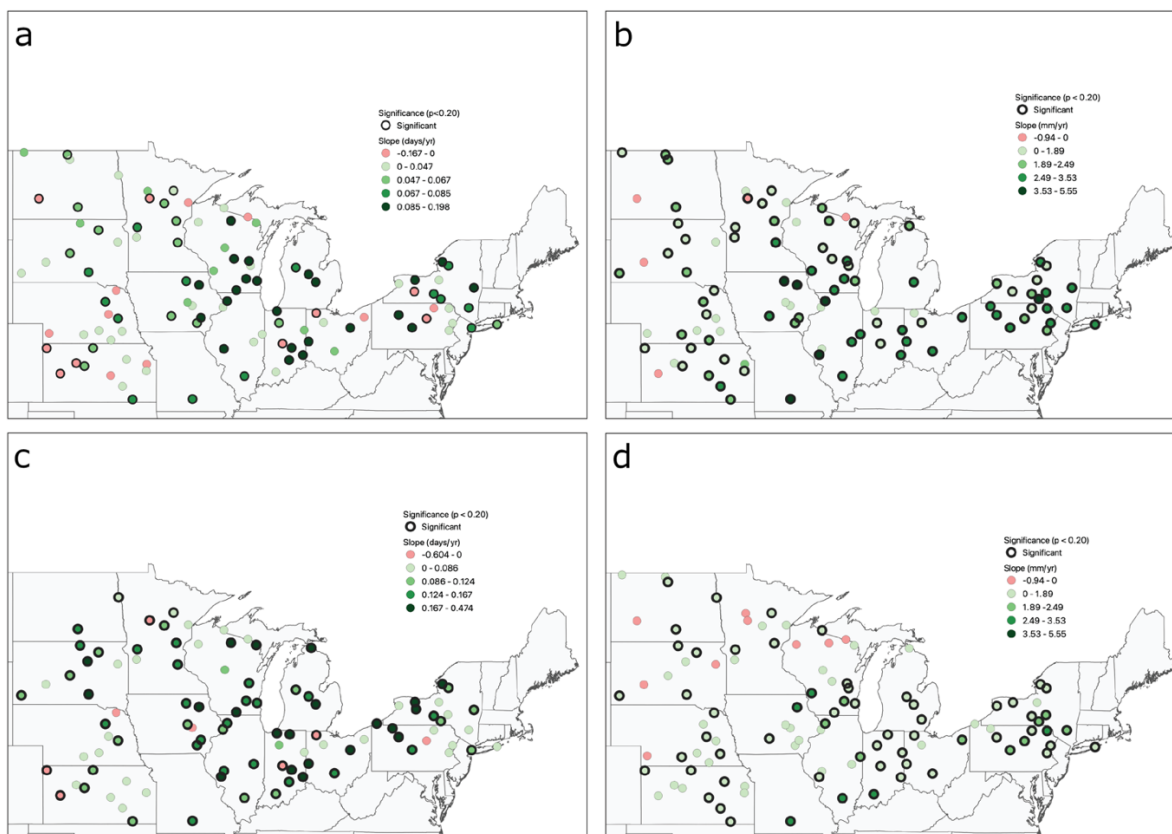 a
Significance (p<0.20)
Significant
Slope (days/yr)
-0.167 - 0
0 - 0.047
0.047 - 0.067
0.067 - 0.085
0.085 - 0.198
b
Significance (p < 0.20)
Significant
Slope (mm/yr)
-0.94 - 0
0 - 1.89
1.89 - 2.49
2.49 - 3.53
3.53 - 5.55
c
Significance (p < 0.20)
Significant
Slope (days/yr)
-0.604 - 0
0 - 0.086
0.086 - 0.124
0.124 - 0.167
0.167 - 0.474
d
Significance (p < 0.20)
Significant
Slope (mm/yr)
-0.94 - 0
0 - 1.89
1.89 -2.49
2.49 - 3.53
3.53 - 5.55